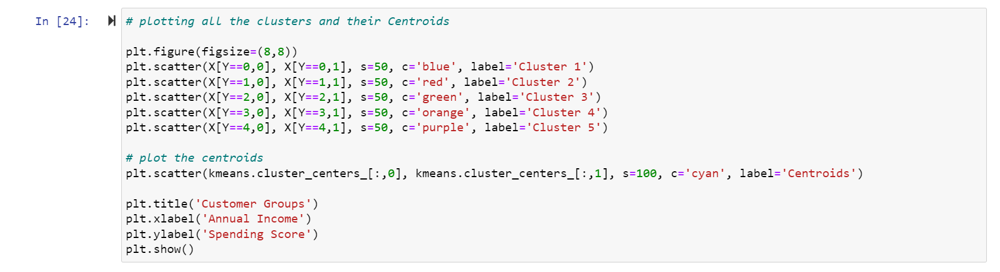 In [24]:
# plotting all the clusters and their Centroids
plt.figure(figsize=(8,8))
plt.scatter(X[Y==0,0], X[Y==0,1], s=50, c='blue', label='Cluster 1')
plt.scatter(X[Y==1,0], X[Y==1,1], s=50, c='red', label='Cluster 2')
plt.scatter(X[Y==2,0], X[Y==2,1], s=50, c='green', label='Cluster 3')
plt.scatter(X[Y==3,0], X[Y==3,1], s=50, c='orange', label='Cluster 4')
plt.scatter(X[Y==4,0], X[Y==4,1], s=50, c='purple', label='Cluster 5')
# plot the centroids
plt.scatter(kmeans.cluster_centers_[:,0], kmeans.cluster_centers_[:,1], s=100, c='cyan', label='Centroids')
plt.title('Customer Groups')
plt.xlabel('Annual Income')
plt.ylabel('Spending Score')
plt.show()